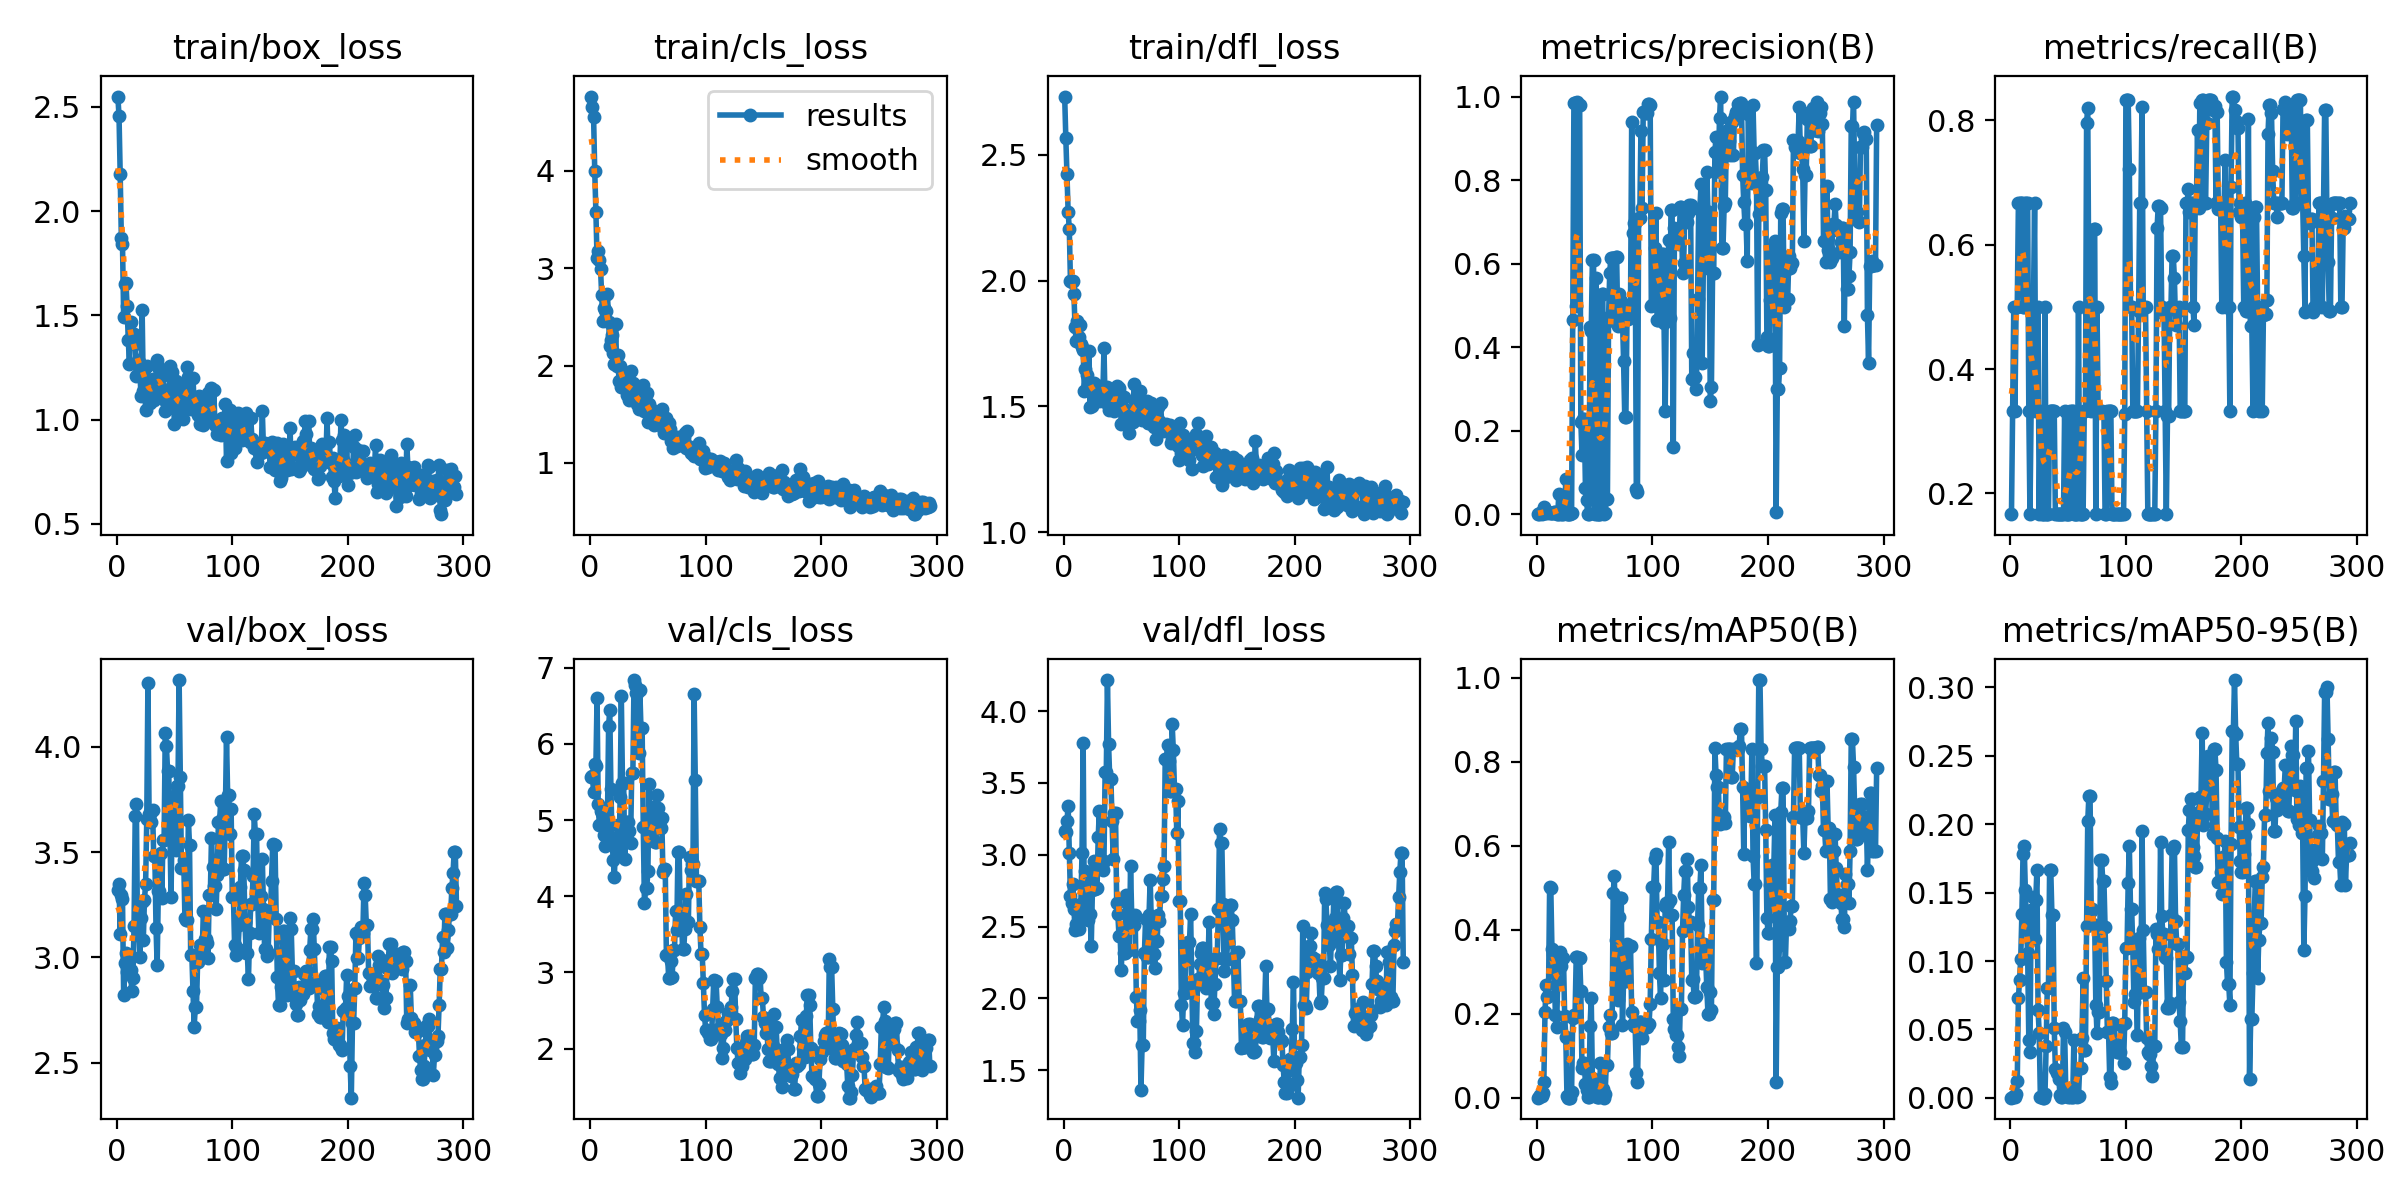 train/box_loss
2.5
2.0
1.5
1.0
0.5
0 100 200 300
train/cls_loss
results
smooth
4
3
2
1
0 100 200 300
train/dfl_loss
2.5
2.0
1.5
1.0
0 100 200 300
metrics/precision(B)
1.0
0.8
0.6
0.4
0.2
0.0
0 100 200 300
metrics/recall(B)
0.8
0.6
0.4
0.2
0 100 200 300
val/box_loss
4.0
3.5
3.0
2.5
0 100 200 300
val/cls_loss
7
6
5
4
3
2
0 100 200 300
val/dfl_loss
4.0
3.5
3.0
2.5
2.0
1.5
0 100 200 300
metrics/mAP50(B)
1.0
0.8
0.6
0.4
0.2
0.0
0 100 200 300
metrics/mAP50-95(B)
0.30
0.25
0.20
0.15
0.10
0.05
0.00
0 100 200 300